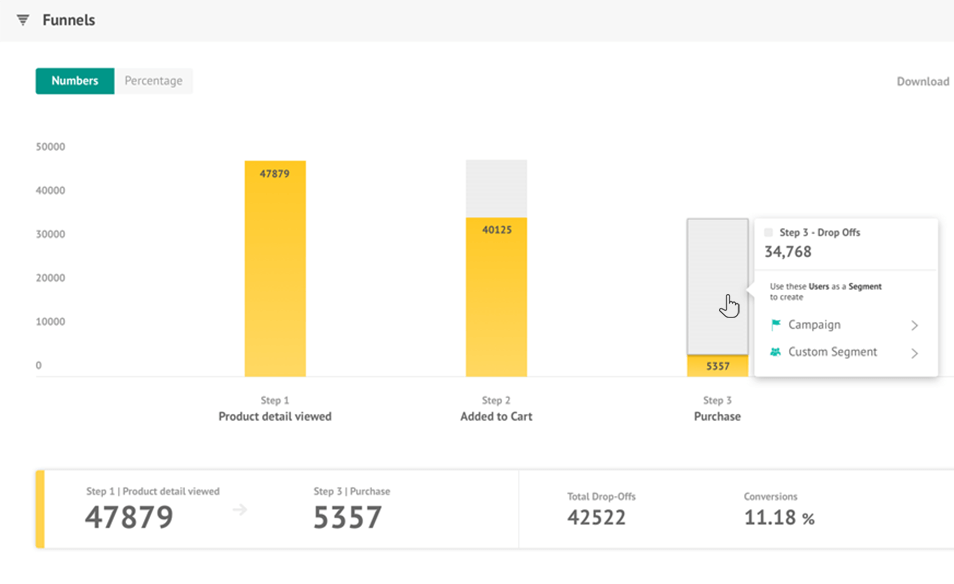 Funnels
Numbers Percentage
Download
50000
40000
30000
20000
10000
0
47879
40125
5357
Step 3 - Drop Offs
34,768
Use these Users as a Segment
to create
Campaign
Custom Segment
Step 1
Product detail viewed
Step 2
Added to Cart
Step 3
Purchase
Step 1 | Product detail viewed
47879
Step 3 | Purchase
5357
Total Drop-Offs
42522
Conversions
11.18 %